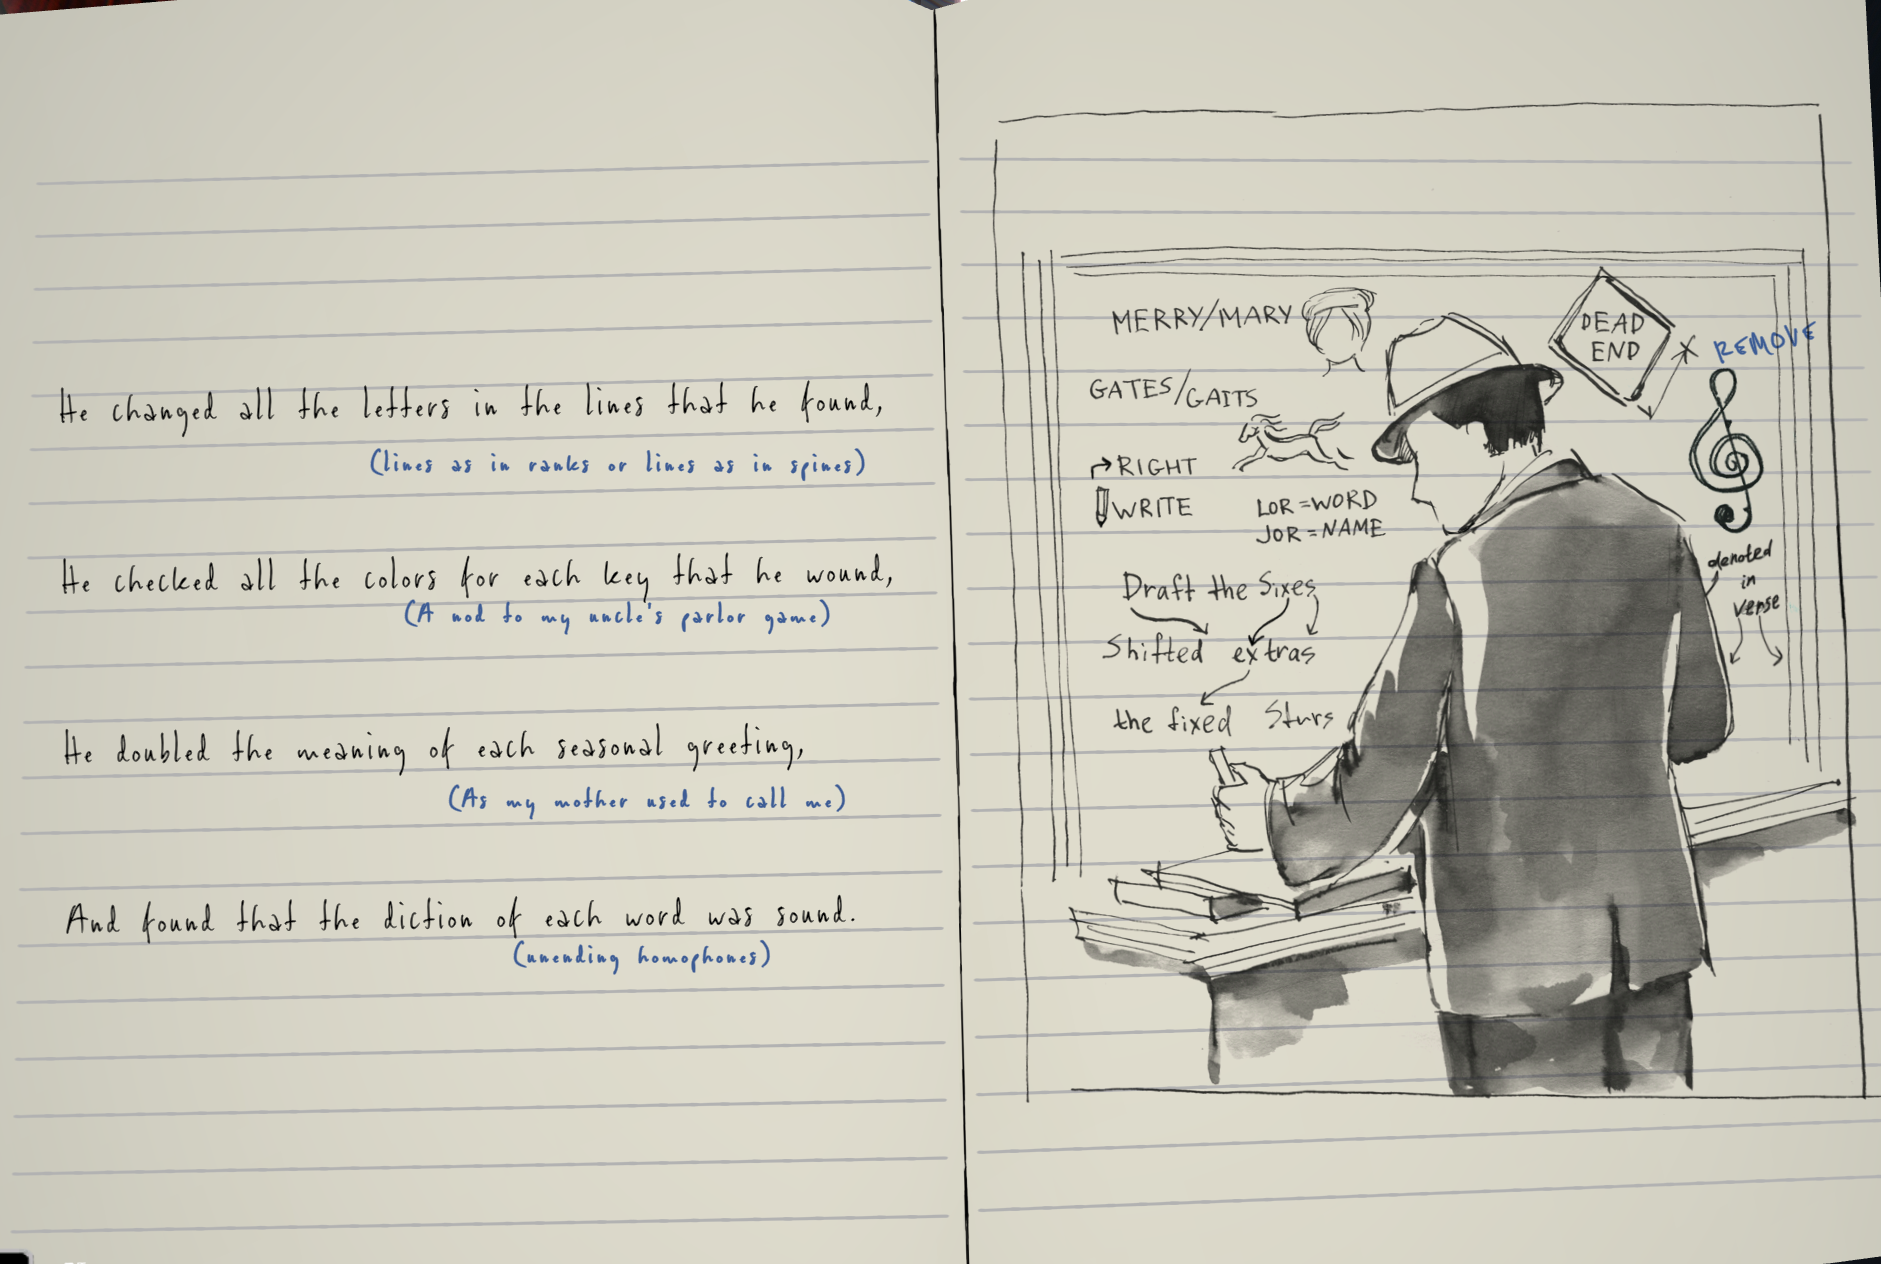 He changed all the letters in the lines that he found,
(lines as in ranks or lines as in spines)
He checked all the colors for each key that he wound,
(A nod to my uncle's parlor game)
He doubled the meaning of each seasonal greeting,
(As my mother used to call me)
And found that the diction of each word was sound.
(unending homophones)
MERRY/MARY
GATES/GAITS
RIGHT
WRITE
LOR = WORD
JOR = NAME
Draft the Sixes
Shifted extras
the fixed Stars
DEAD
END
REMOVE
denoted
in
verse